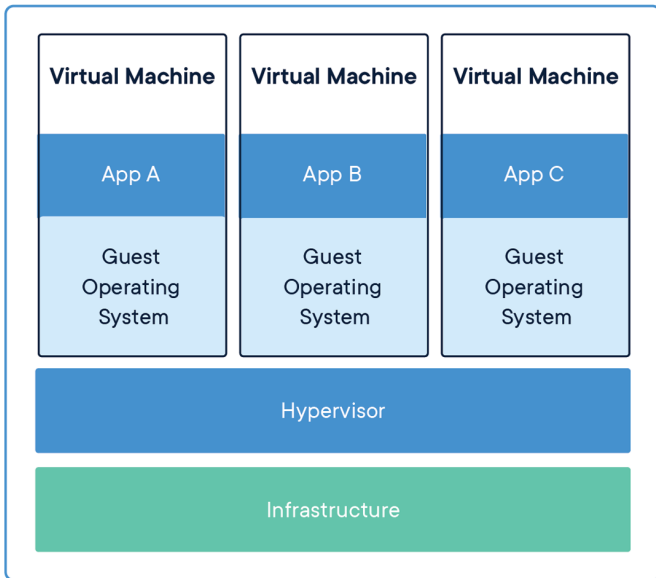 Virtual Machine
Virtual Machine
Virtual Machine
App A
App B
App C
Guest
Operating
System
Guest
Operating
System
Guest
Operating
System
Hypervisor
Infrastructure